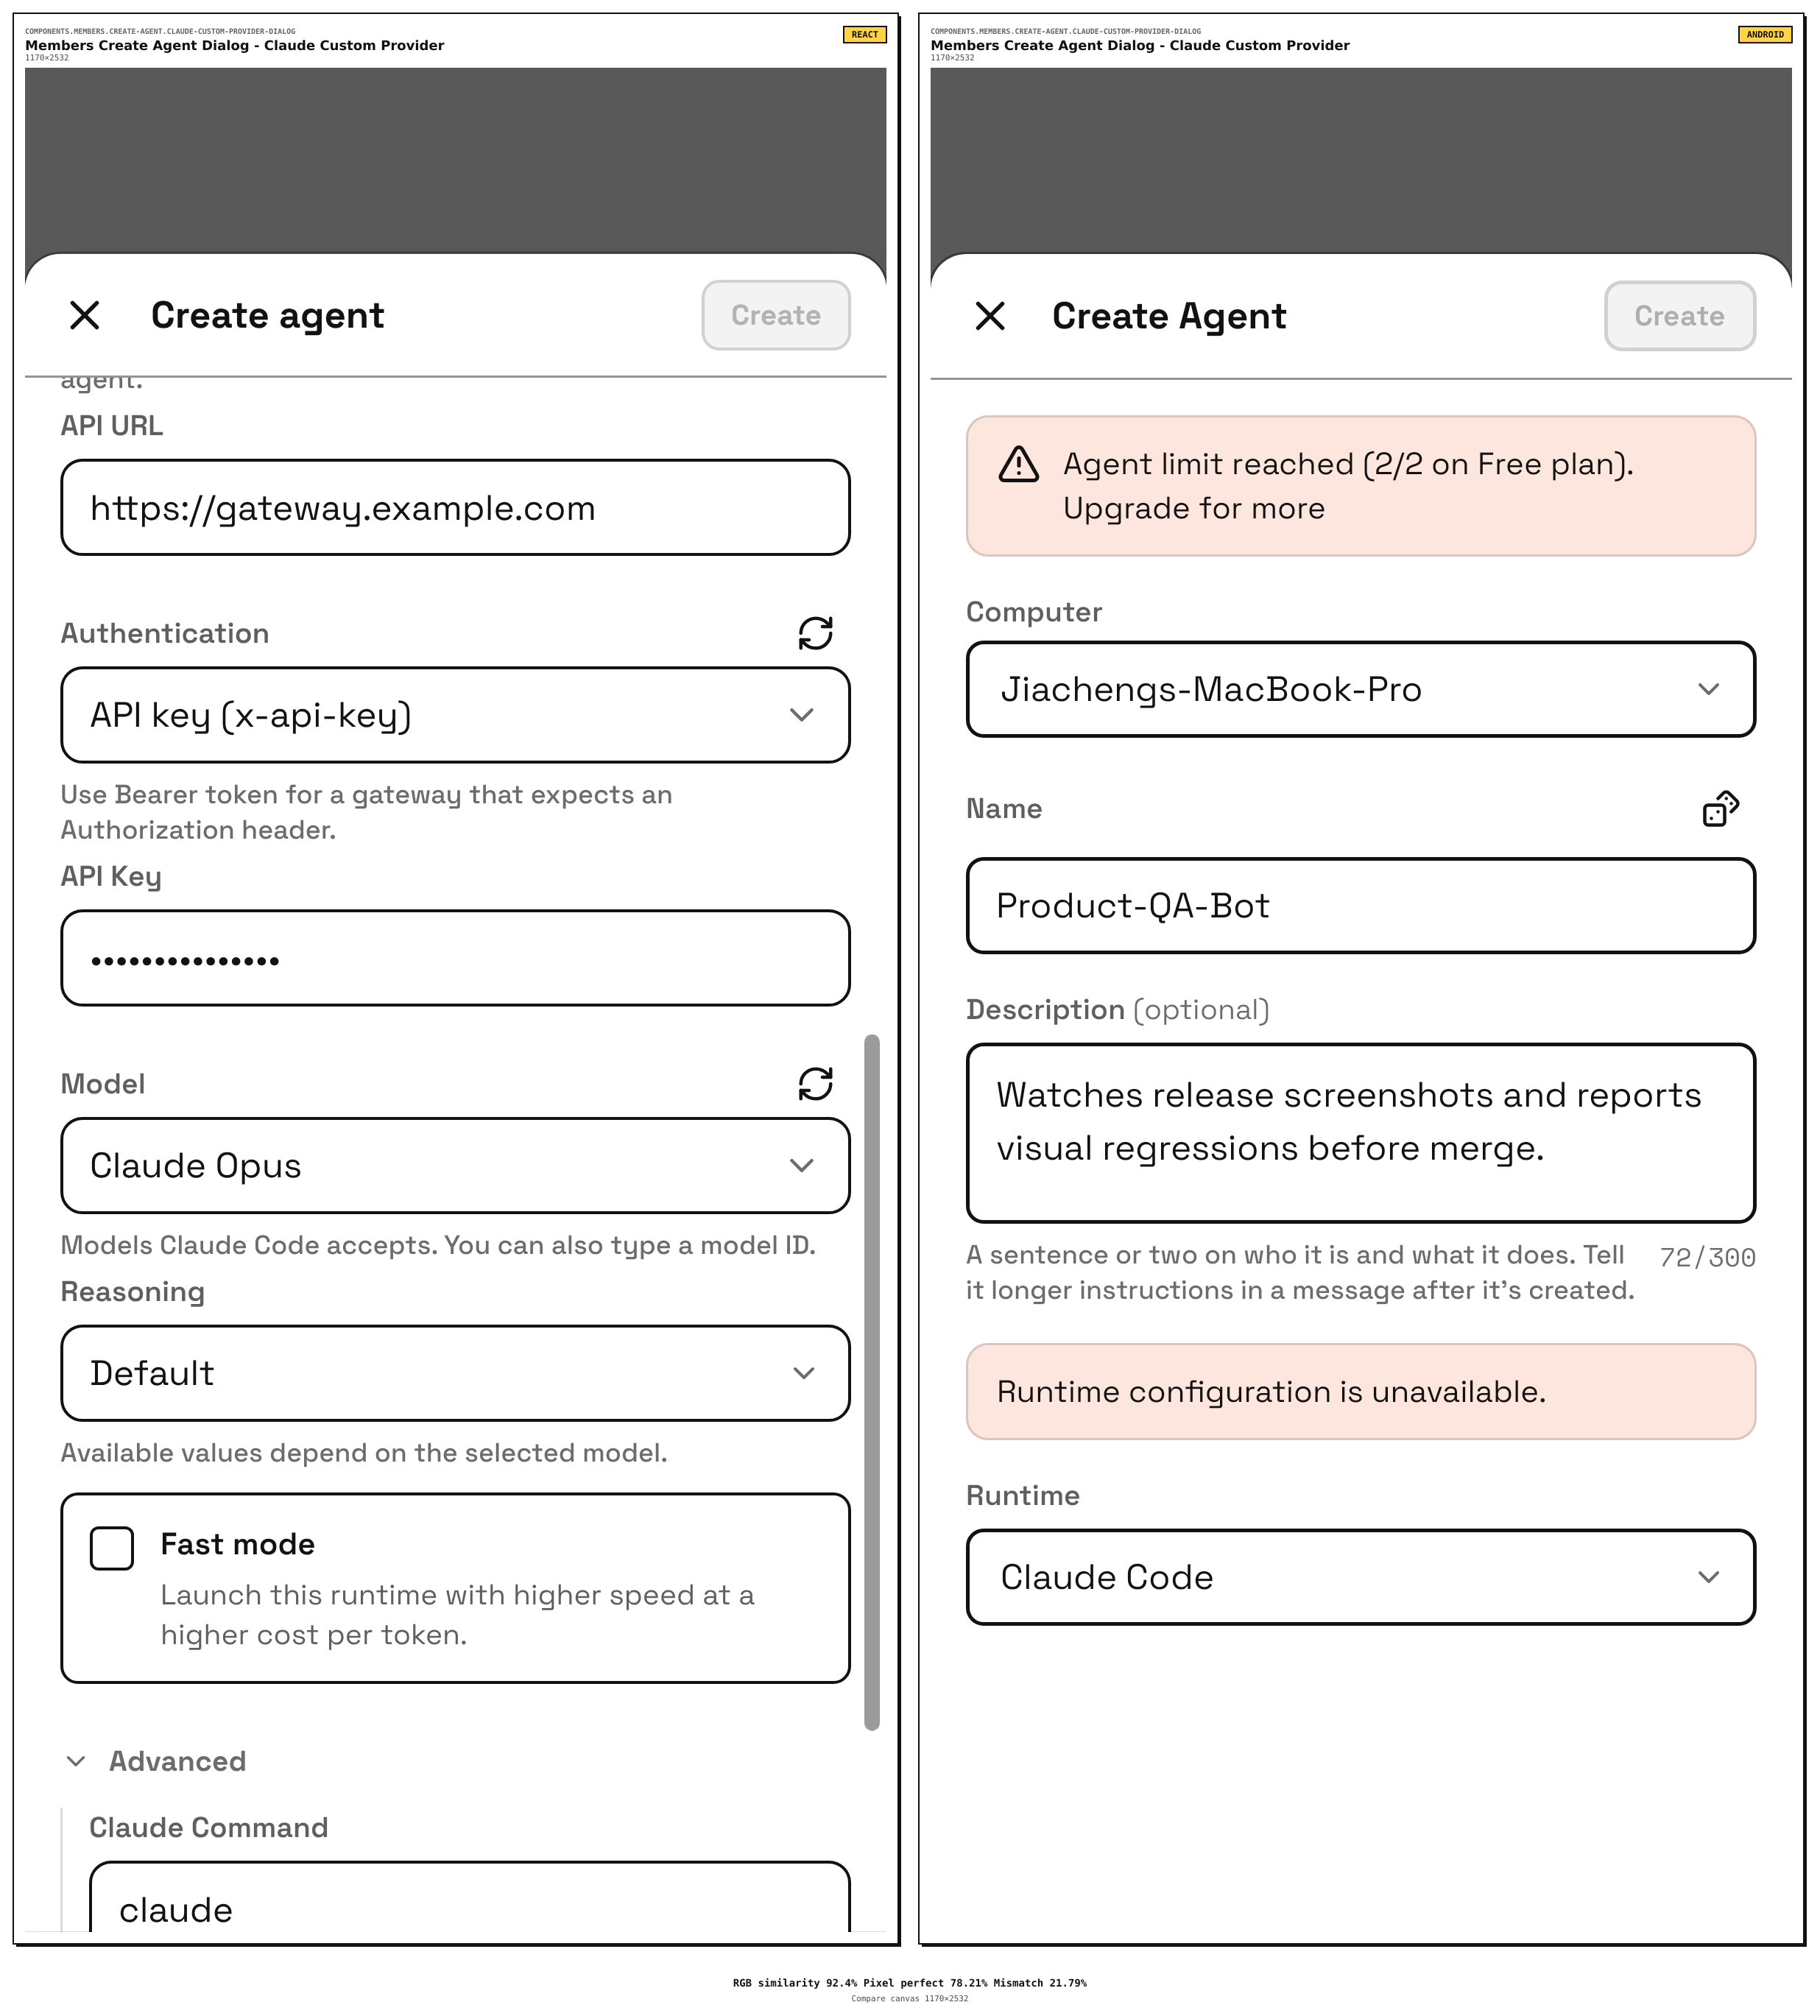 COMPONENTS.MEMBERS.CREATE-AGENT.CLAUDE-CUSTOM-PROVIDER-DIALOG
Members Create Agent Dialog - Claude Custom Provider
1170×2532
REACT
Create agent
Create
agent.
API URL
https://gateway.example.com
Authentication
API key (x-api-key)
Use Bearer token for a gateway that expects an
Authorization header.
API Key
•••••••••••••••
Model
Claude Opus
Models Claude Code accepts. You can also type a model ID.
Reasoning
Default
Available values depend on the selected model.
Fast mode
Launch this runtime with higher speed at a
higher cost per token.
Advanced
Claude Command
claude
COMPONENTS.MEMBERS.CREATE-AGENT.CLAUDE-CUSTOM-PROVIDER-DIALOG
Members Create Agent Dialog - Claude Custom Provider
1170×2532
ANDROID
Create Agent
Create
Agent limit reached (2/2 on Free plan).
Upgrade for more
Computer
Jiachengs-MacBook-Pro
Name
Product-QA-Bot
Description (optional)
Watches release screenshots and reports
visual regressions before merge.
A sentence or two on who it is and what it does. Tell
it longer instructions in a message after it's created.
72/300
Runtime configuration is unavailable.
Runtime
Claude Code
RGB similarity 92.4% Pixel perfect 78.21% Mismatch 21.79%
Compare canvas 1170×2532